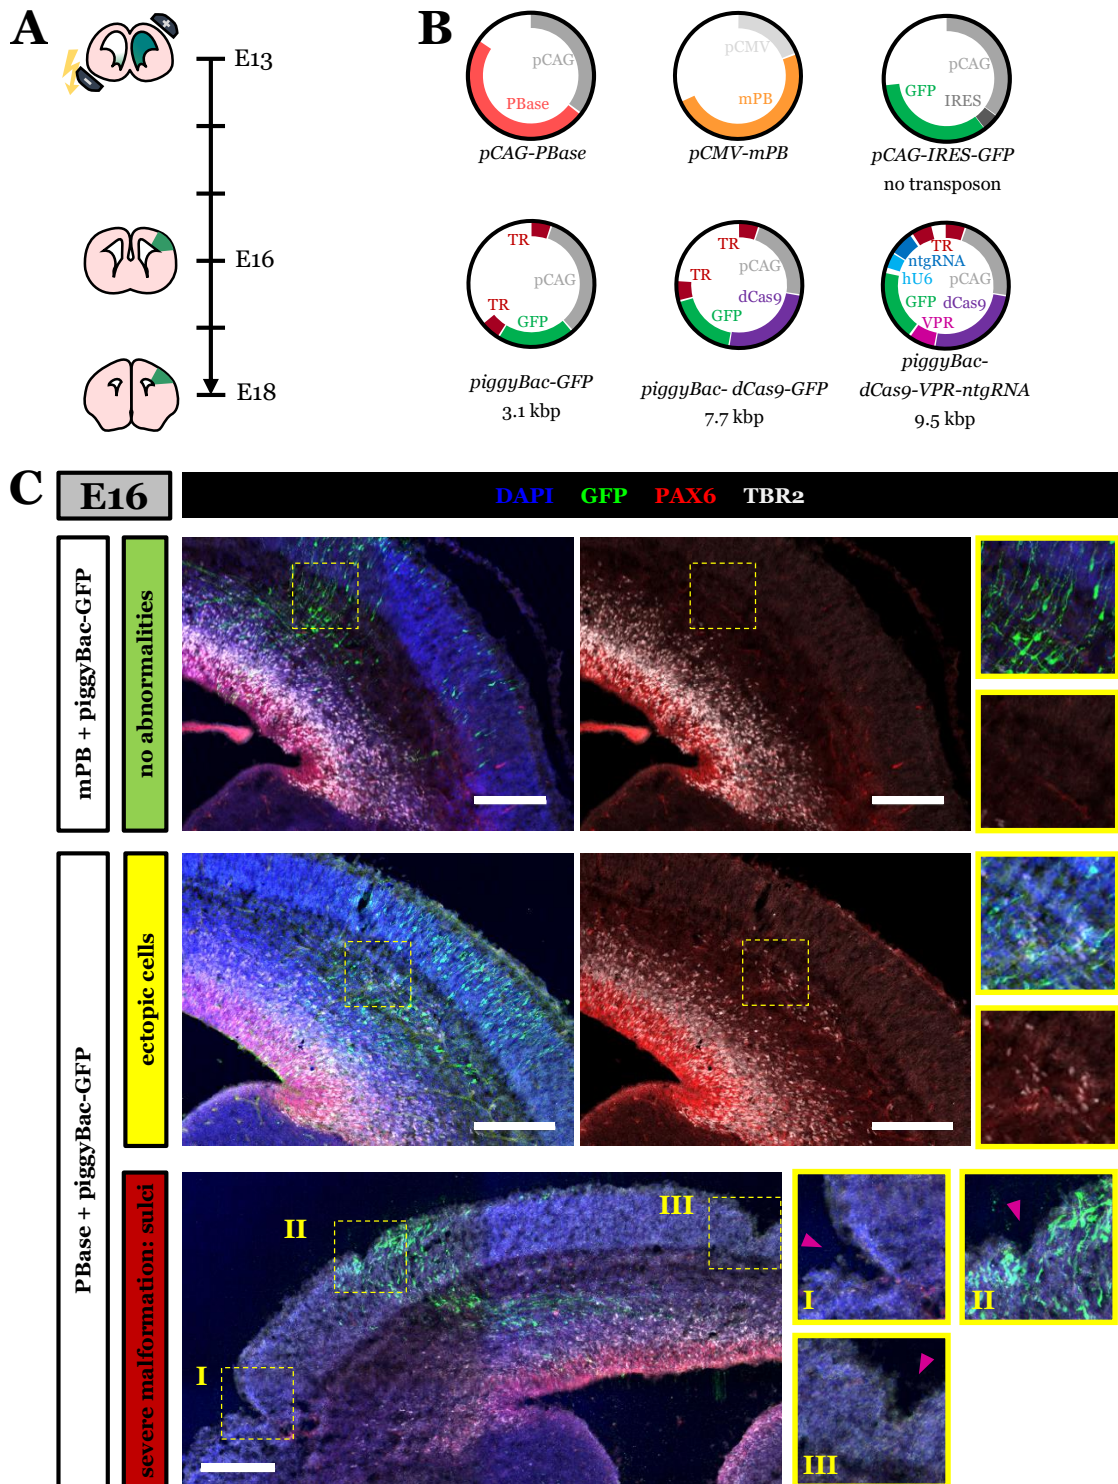 A
+
-
E13
E16
E18
B
pCAG
PBase
pCAG-PBase
pCMV
mPB
pCMV-mPB
pCAG
GFP
IRES
pCAG-IRES-GFP
no transposon
TR
pCAG
TR
GFP
piggyBac-GFP
3.1 kbp
TR
pCAG
TR
dCas9
GFP
piggyBac- dCas9-GFP
7.7 kbp
TR
ntgRNA
hU6
pCAG
GFP
dCas9
VPR
piggyBac-
dCas9-VPR-ntgRNA
9.5 kbp
C
E16
DAPI GFP PAX6 TBR2
mPB + piggyBac-GFP
no abnormalities
PBase + piggyBac-GFP
ectopic cells
severe malformation: sulci
I
II
III
I
II
III